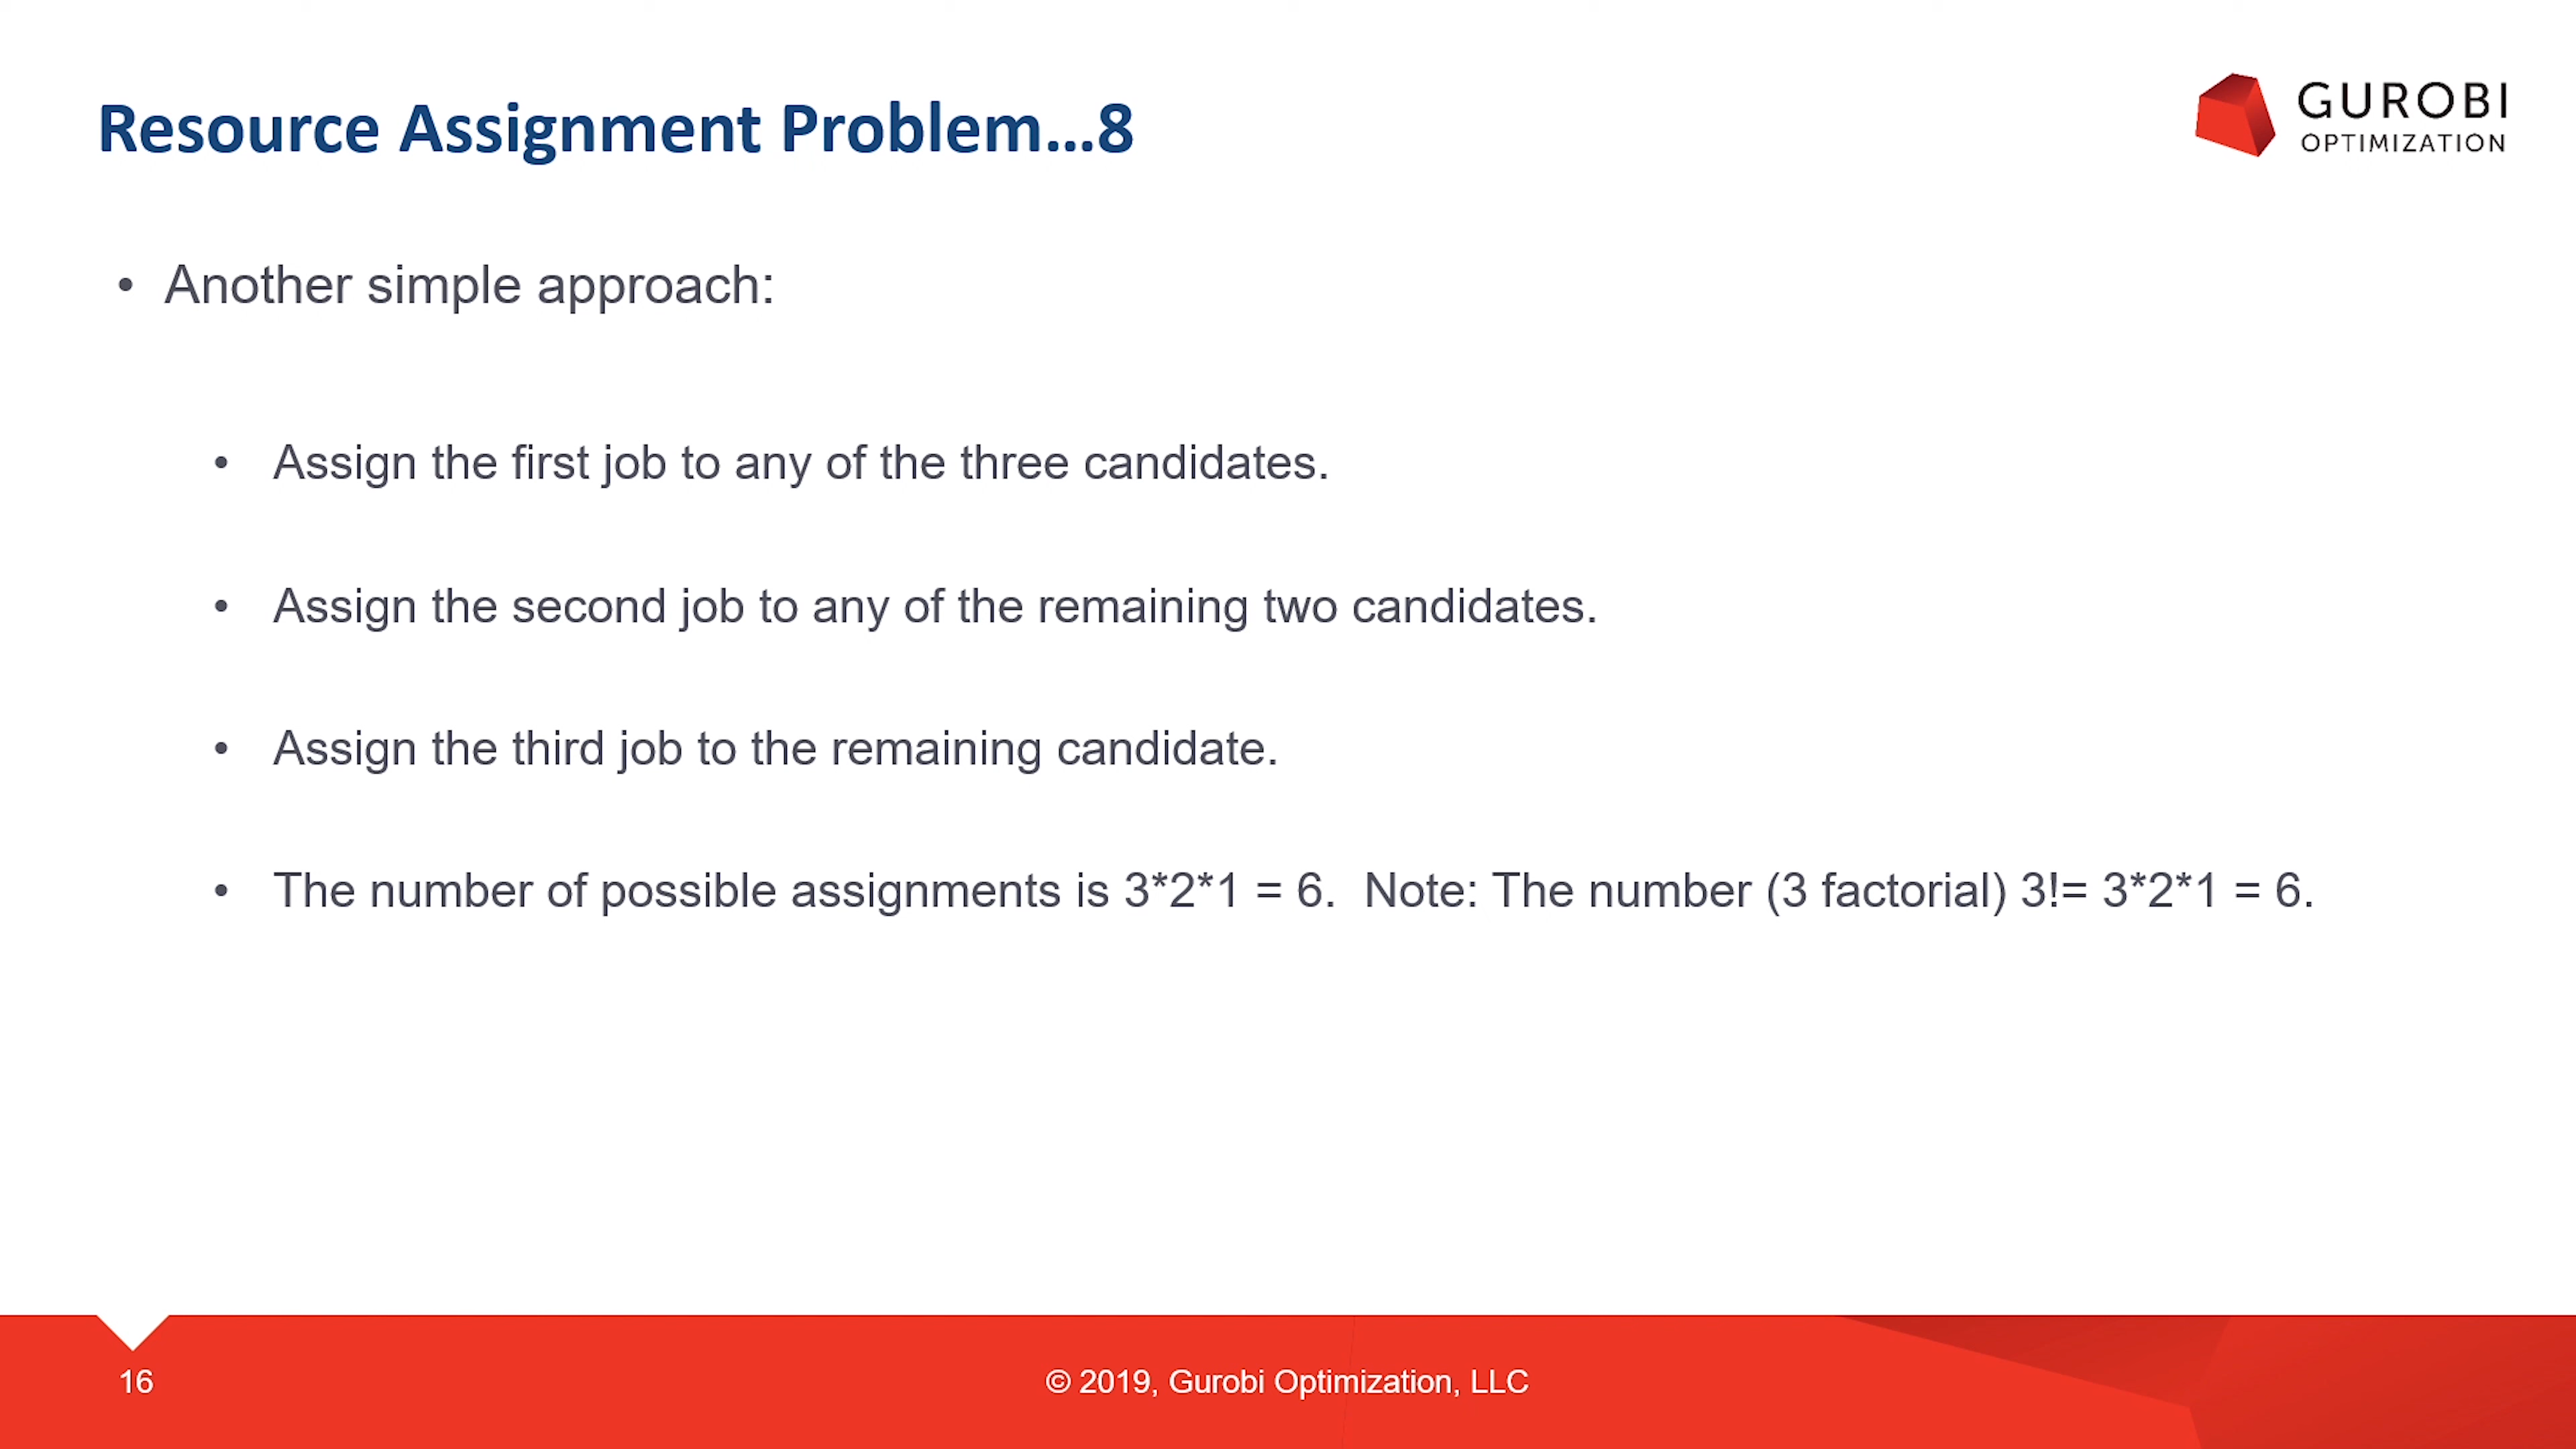 Resource Assignment Problem...8
GUROBI
OPTIMIZATION
• Another simple approach:
• Assign the first job to any of the three candidates.
• Assign the second job to any of the remaining two candidates.
• Assign the third job to the remaining candidate.
• The number of possible assignments is 3*2*1 = 6.  Note: The number (3 factorial) 3!= 3*2*1 = 6.
16
© 2019, Gurobi Optimization, LLC